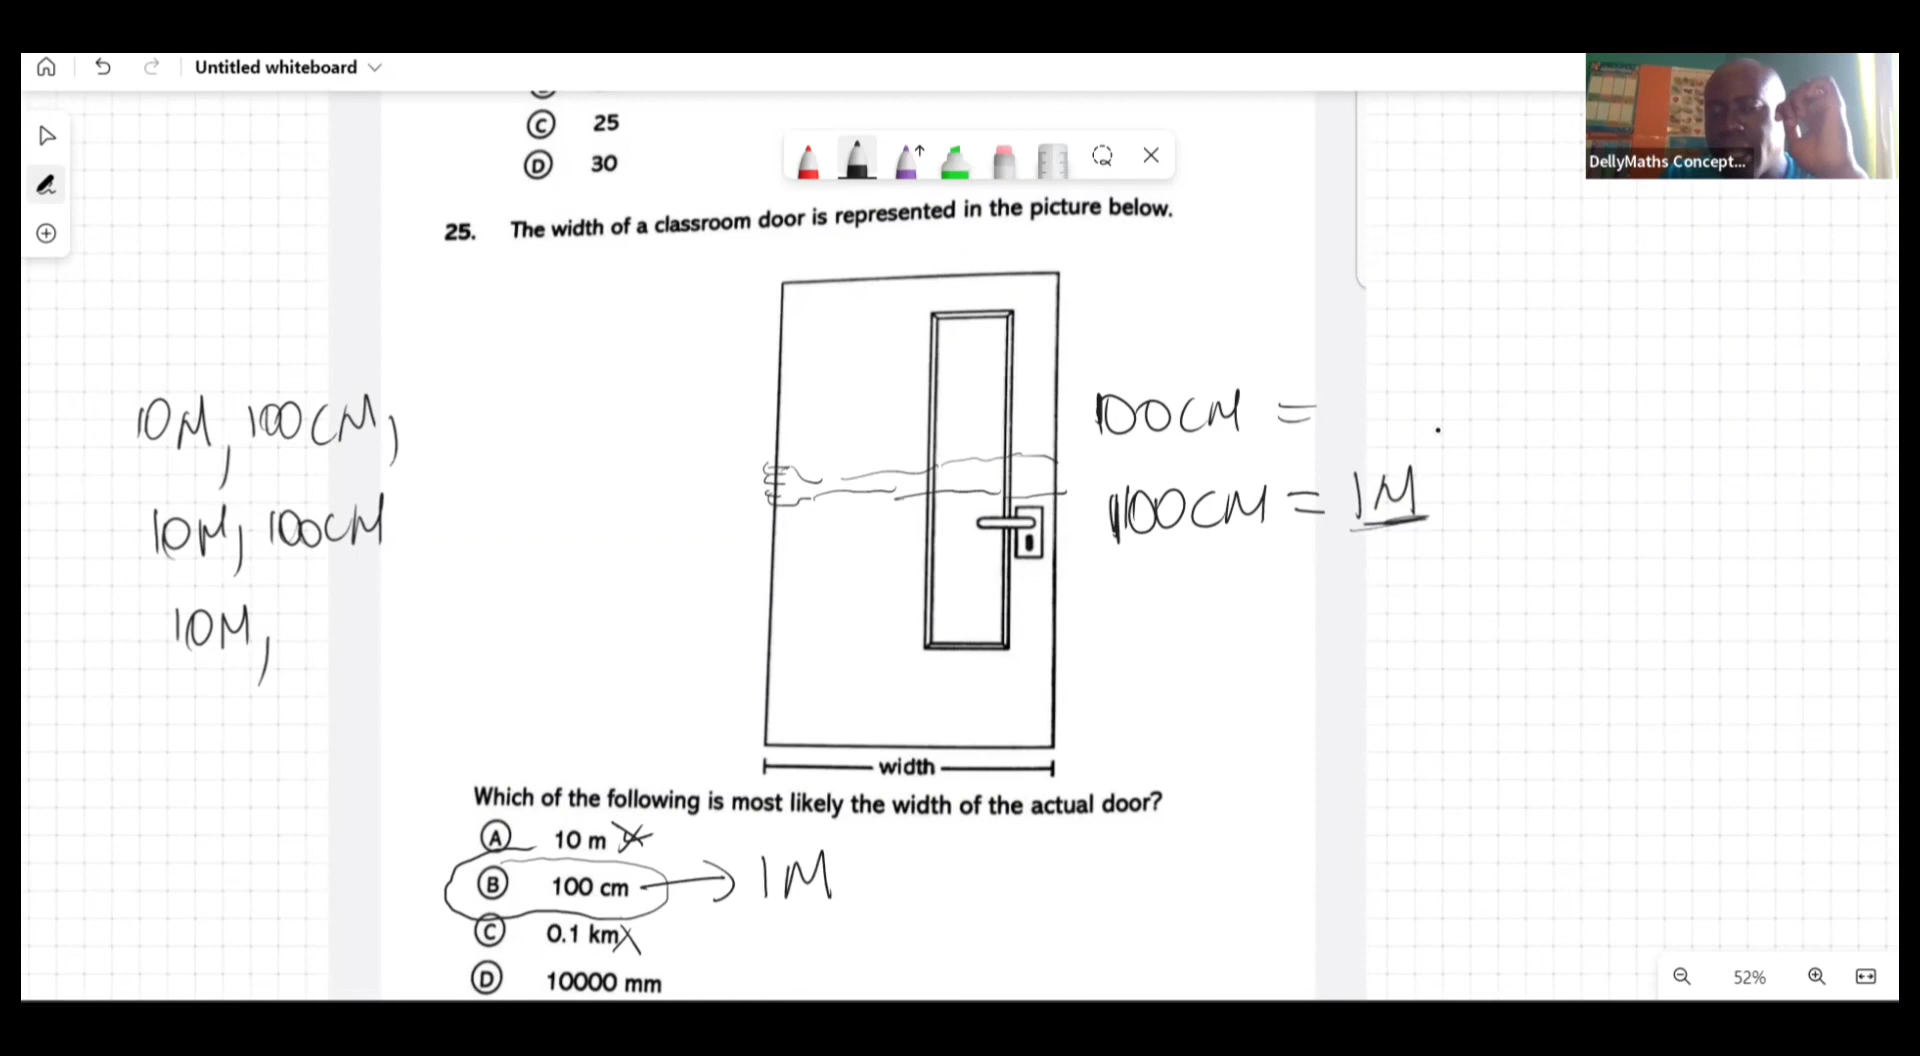 Untitled whiteboard
DellyMaths Concept...
C 25
D 30
25. The width of a classroom door is represented in the picture below.
10M, 100CM,
10M, 100CM
10M,
100CM =
100CM = 1M
width
Which of the following is most likely the width of the actual door?
A 10 m
B 100 cm → 1M
C 0.1 km
D 10000 mm
52%